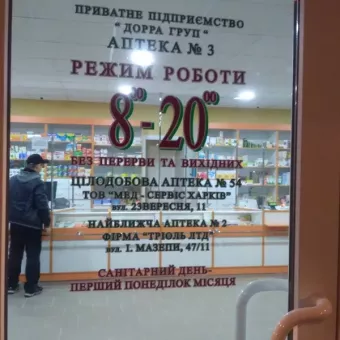 ПРИВАТНЕ ПІДПРИЄМСТВО
" ДОРРА ГРУП "
АПТЕКА № 3
РЕЖИМ РОБОТИ
8⁰⁰ - 20⁰⁰
БЕЗ ПЕРЕРВИ ТА ВИХІДНИХ
ЦІЛОДОБОВА АПТЕКА № 54
ТОВ "МЕД - СЕРВІС ХАРКІВ"
ВУЛ. 23ВЕРЕСНЯ, 11
НАЙБЛИЖЧА АПТЕКА № 2
ФІРМА "ТРІОЛЬ ЛТД"
ВУЛ. І. МАЗЕПИ, 47/11
САНІТАРНИЙ ДЕНЬ-
ПЕРШИЙ ПОНЕДІЛОК МІСЯЦЯ